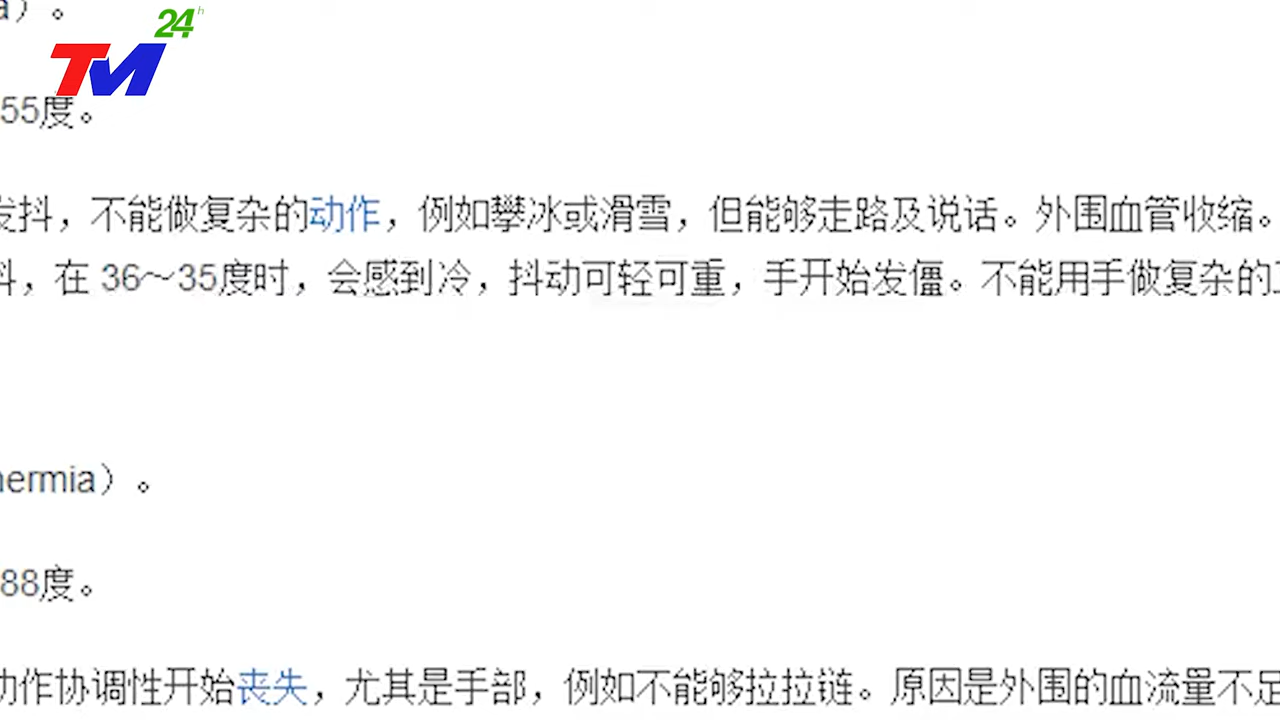 24h
TM
55度。
发抖，不能做复杂的动作，例如攀冰或滑雪，但能够走路及说话。外围血管收缩。
抖，在 36～35度时，会感到冷，抖动可轻可重，手开始发僵。不能用手做复杂的
hermia）。
88度。
动作协调性开始丧失，尤其是手部，例如不能够拉拉链。原因是外围的血流量不足